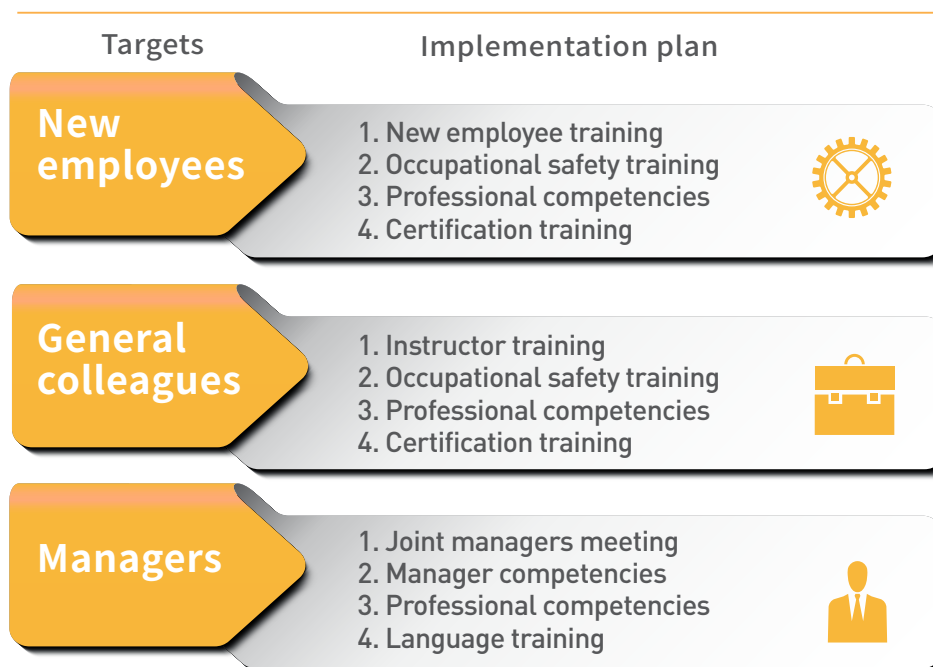 Targets
Implementation plan
New
employees
1. New employee training
2. Occupational safety training
3. Professional competencies
4. Certification training
General
colleagues
1. Instructor training
2. Occupational safety training
3. Professional competencies
4. Certification training
Managers
1. Joint managers meeting
2. Manager competencies
3. Professional competencies
4. Language training